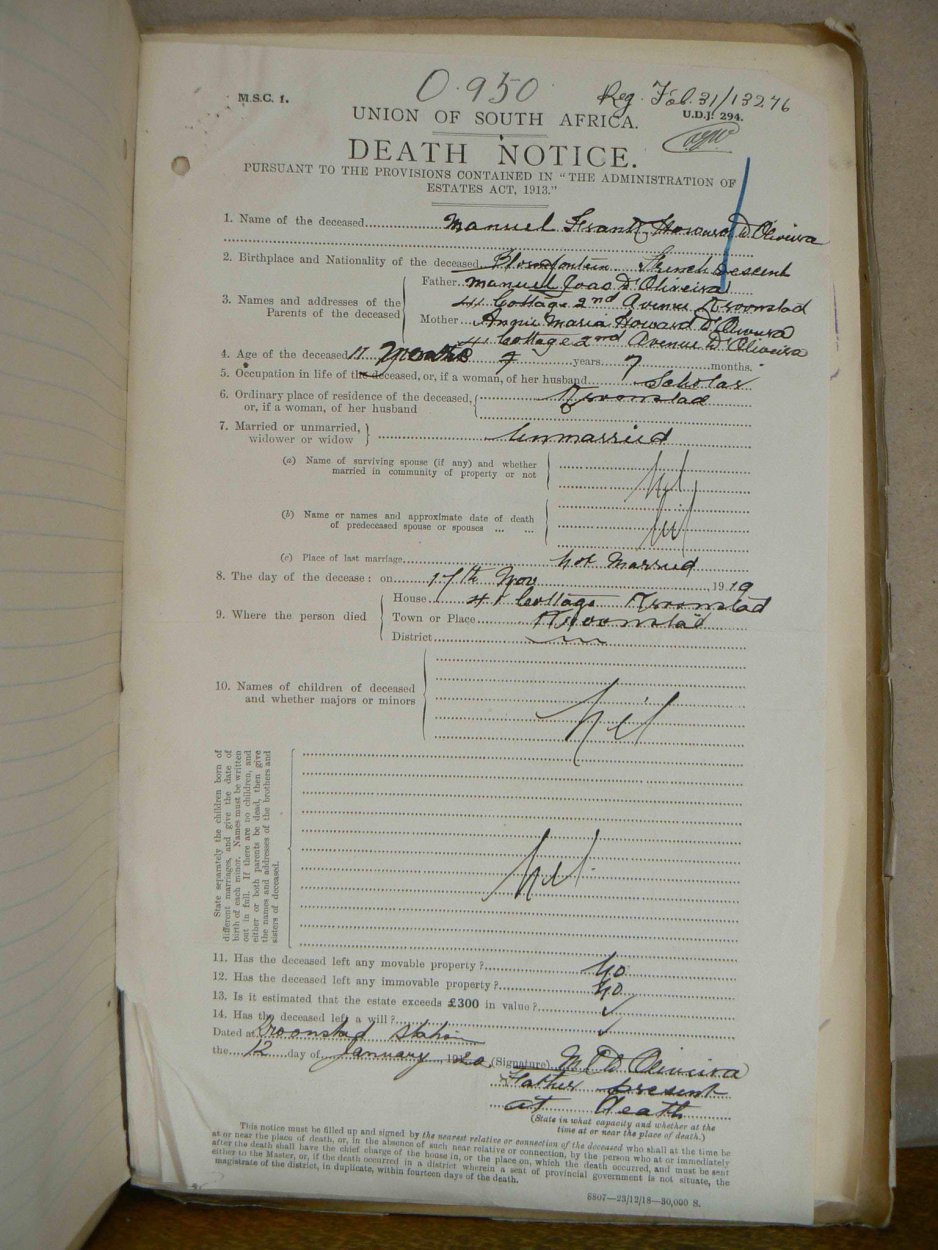 O.950
Reg. Feb. 31/13276
M.S.C. 1.
U.D.J. 294.
UNION OF SOUTH AFRICA.
DEATH NOTICE.
PURSUANT TO THE PROVISIONS CONTAINED IN "THE ADMINISTRATION OF
ESTATES ACT, 1913."
1. Name of the deceased Manuel Frank Howard D'Oliveira
2. Birthplace and Nationality of the deceased Bloemfontein French Descent
3. Names and addresses of the Parents of the deceased
Father Manuel Joao D'Oliveira
41 Cottage 2nd Avenue Kroonstad
Mother Angie Maria Howard D'Oliveira
41 Cottage 2nd Avenue D'Oliveira
4. Age of the deceased 11 years 7 months.
5. Occupation in life of the deceased, or, if a woman, of her husband Scholar
6. Ordinary place of residence of the deceased, Kroonstad
or, if a woman, of her husband
7. Married or unmarried, Unmarried
widower or widow
(a) Name of surviving spouse (if any) and whether
married in community of property or not
Nil
(b) Name or names and approximate date of death
of predeceased spouse or spouses ... ...
Nil
(c) Place of last marriage Not Married
8. The day of the decease: on 17th Nov 1919
9. Where the person died
House 41 Cottage Kroonstad
Town or Place Kroonstad
District
10. Names of children of deceased
and whether majors or minors
Nil
State separately the children born of
different marriages, and give the date of
birth of each minor. Names must be written
out in full. If there are no children, and
either or both parents be dead, then give
the names and addresses of the brothers and
sisters of deceased.
Nil
11. Has the deceased left any movable property? No
12. Has the deceased left any immovable property? No
13. Is it estimated that the estate exceeds £300 in value? ✓
14. Has the deceased left a will? ✓
Dated at Kroonstad Station
the 12 day of January 1920, (Signature) M J D'Oliveira
Father present
at death
(State in what capacity and whether at the
time at or near the place of death.)
This notice must be filled up and signed by the nearest relative or connection of the deceased who shall at the time be
at or near the place of death, or, in the absence of such near relative or connection, by the person who at or immediately
after the death shall have the chief charge of the house in, or the place on, which the death occurred, and must be sent
either to the Master, or, if the death occurred in a district wherein a seat of provincial government is not situate, the
magistrate of the district, in duplicate, within fourteen days of the death.
8807—23/12/18—30,000 S.